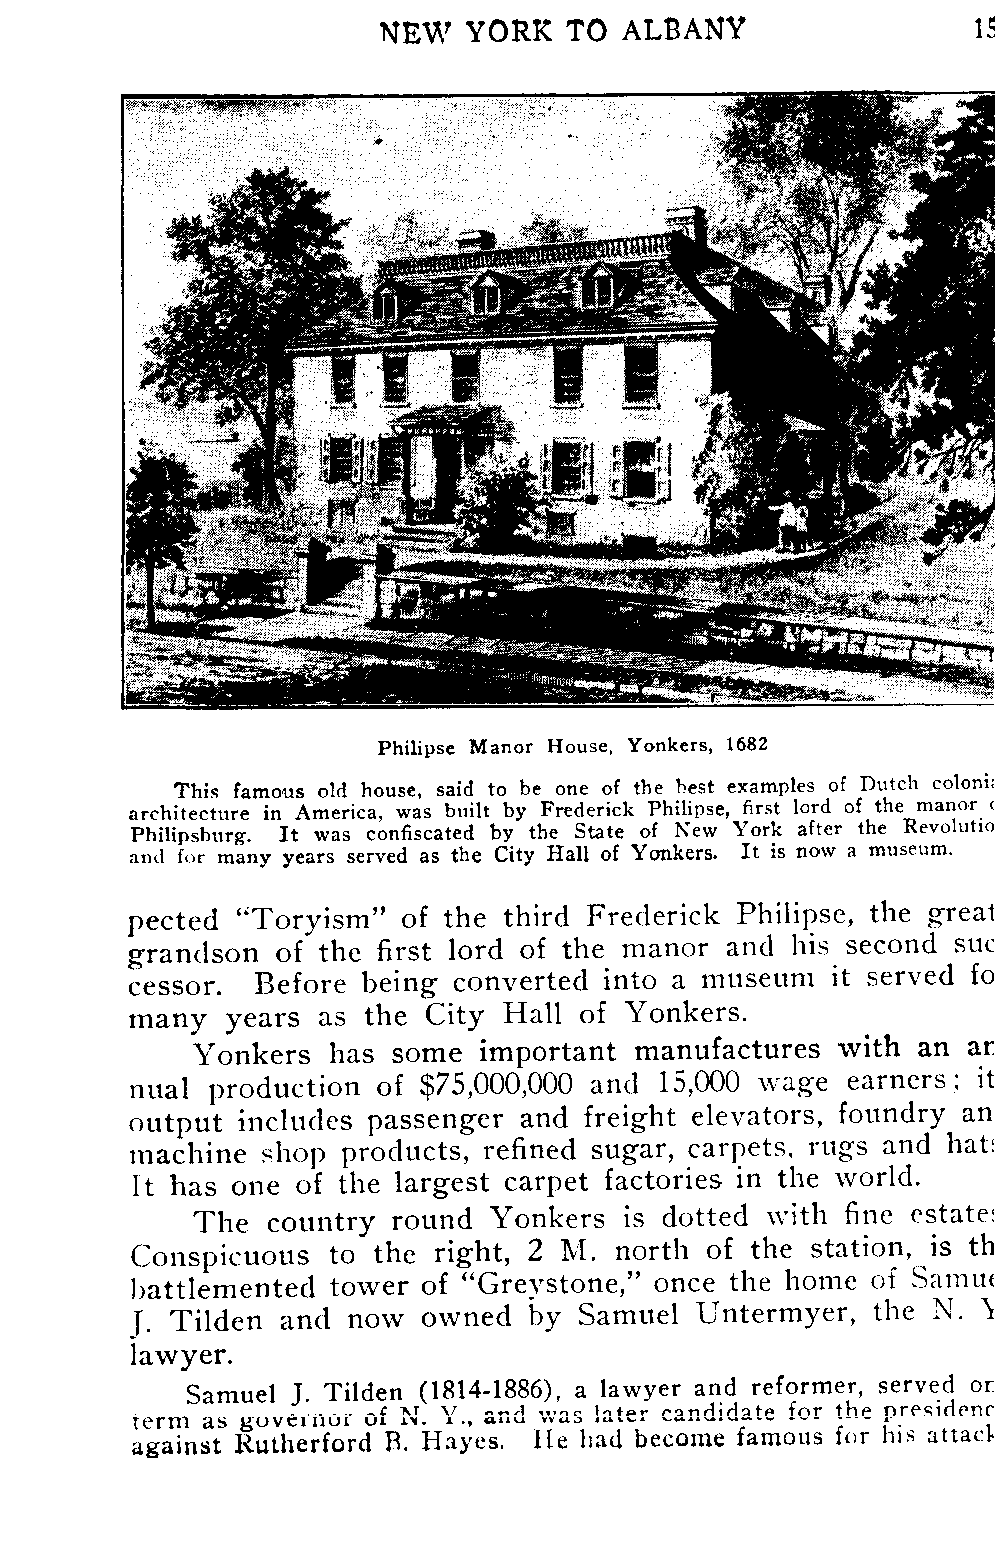 NEW YORK TO ALBANY 15
Philipse Manor House, Yonkers, 1682
This famous old house, said to be one of the best examples of Dutch coloni
architecture in America, was built by Frederick Philipse, first lord of the manor
Philipsburg. It was confiscated by the State of New York after the Revolutio
and for many years served as the City Hall of Yonkers. It is now a museum.
pected “Toryism” of the third Frederick Philipse, the great
grandson of the first lord of the manor and his second suc
cessor. Before being converted into a museum it served fo
many years as the City Hall of Yonkers.
Yonkers has some important manufactures with an an
nual production of $75,000,000 and 15,000 wage earners; it
output includes passenger and freight elevators, foundry an
machine shop products, refined sugar, carpets, rugs and hats
It has one of the largest carpet factories in the world.
The country round Yonkers is dotted with fine estates
Conspicuous to the right, 2 M. north of the station, is th
battlemented tower of “Greystone,” once the home of Samue
J. Tilden and now owned by Samuel Untermyer, the N. Y
lawyer.
Samuel J. Tilden (1814-1886), a lawyer and reformer, served on
term as governor of N. Y., and was later candidate for the presidenc
against Rutherford B. Hayes. He had become famous for his attack